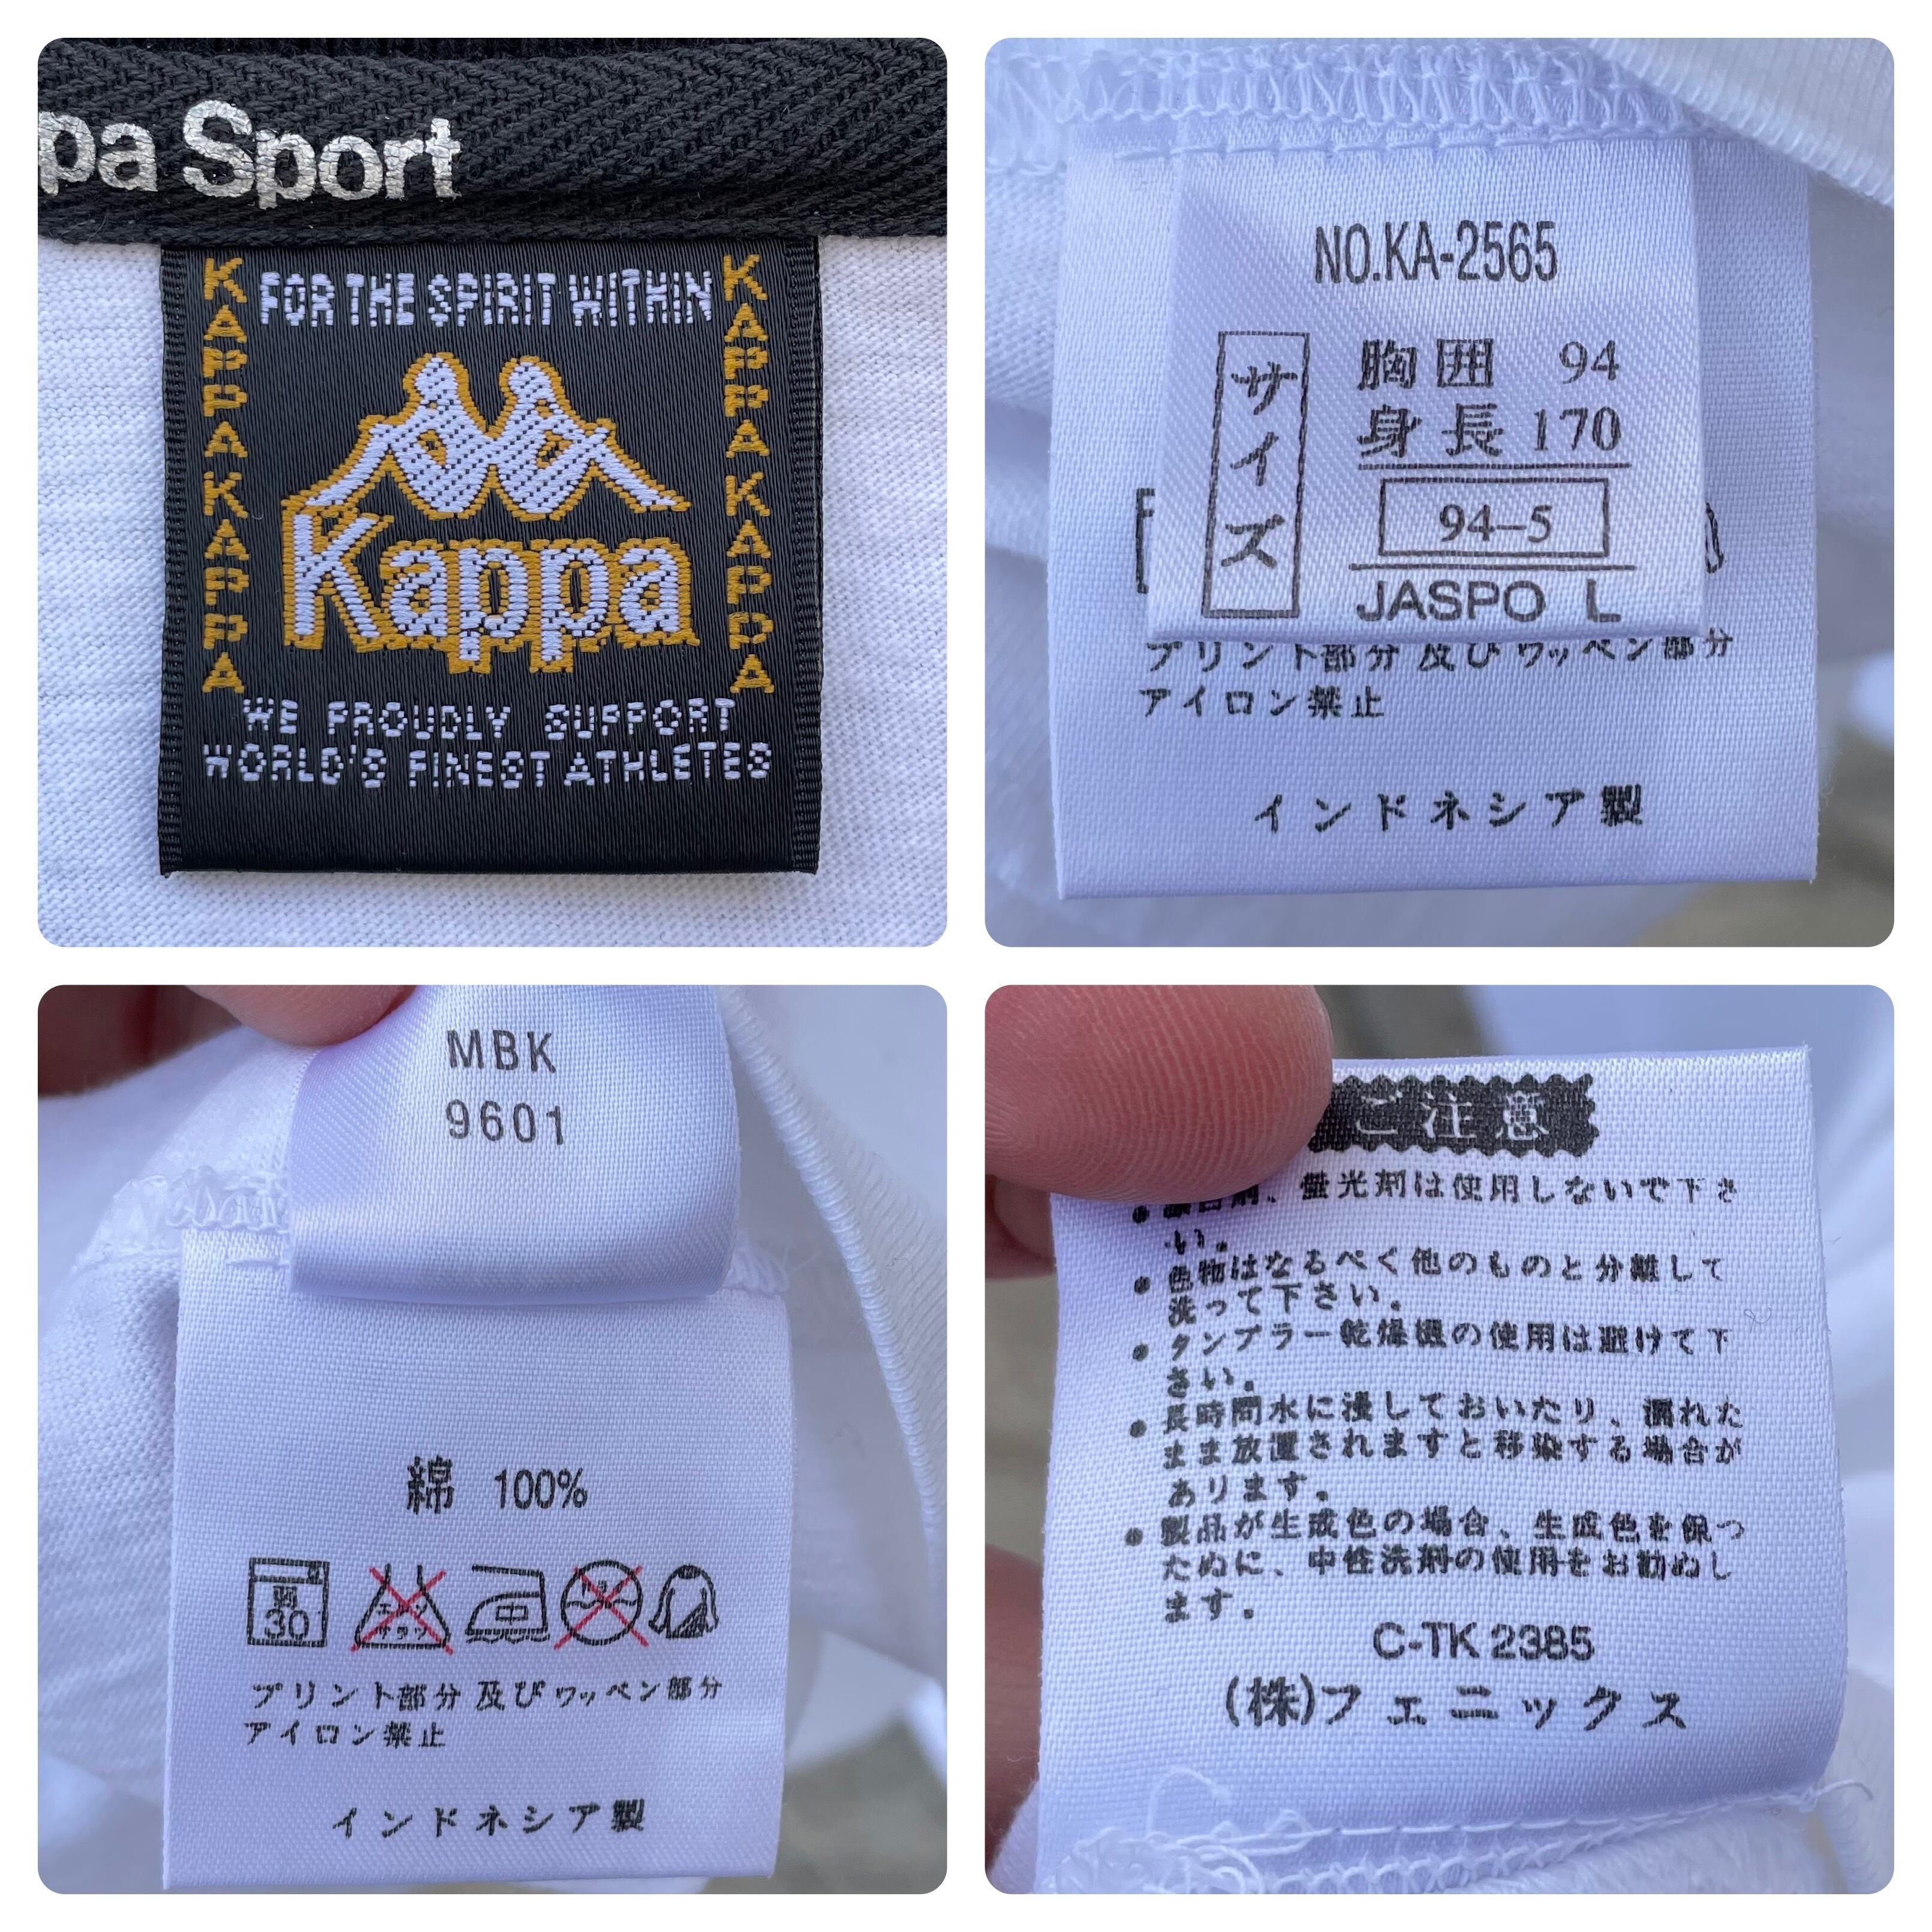 pa Sport
FOR THE SPIRIT WITHIN
KAPPA KAPPA
KAPPA KAPPA
Kappa
WE PROUDLY SUPPORT
WORLD'S FINEST ATHLETES
NO.KA-2565
サイズ
胸囲 94
身長 170
94-5
JASPO L
プリント部分 及び ワッペン部分
アイロン禁止
インドネシア製
MBK
9601
綿 100%
弱
30
エンソ
サラシ
中
プリント部分 及び ワッペン部分
アイロン禁止
インドネシア製
ご注意
、蛍光剤は使用しないで下さ
い。
• 色物はなるべく他のものと分離して
洗って下さい。
• タンブラー乾燥機の使用は避けて下
さい。
• 長時間水に浸しておいたり、濡れた
まま放置されますと移染する場合が
あります。
• 製品が生成色の場合、生成色を保つ
ために、中性洗剤の使用をお勧めし
ます。
C-TK 2385
(株)フェニックス